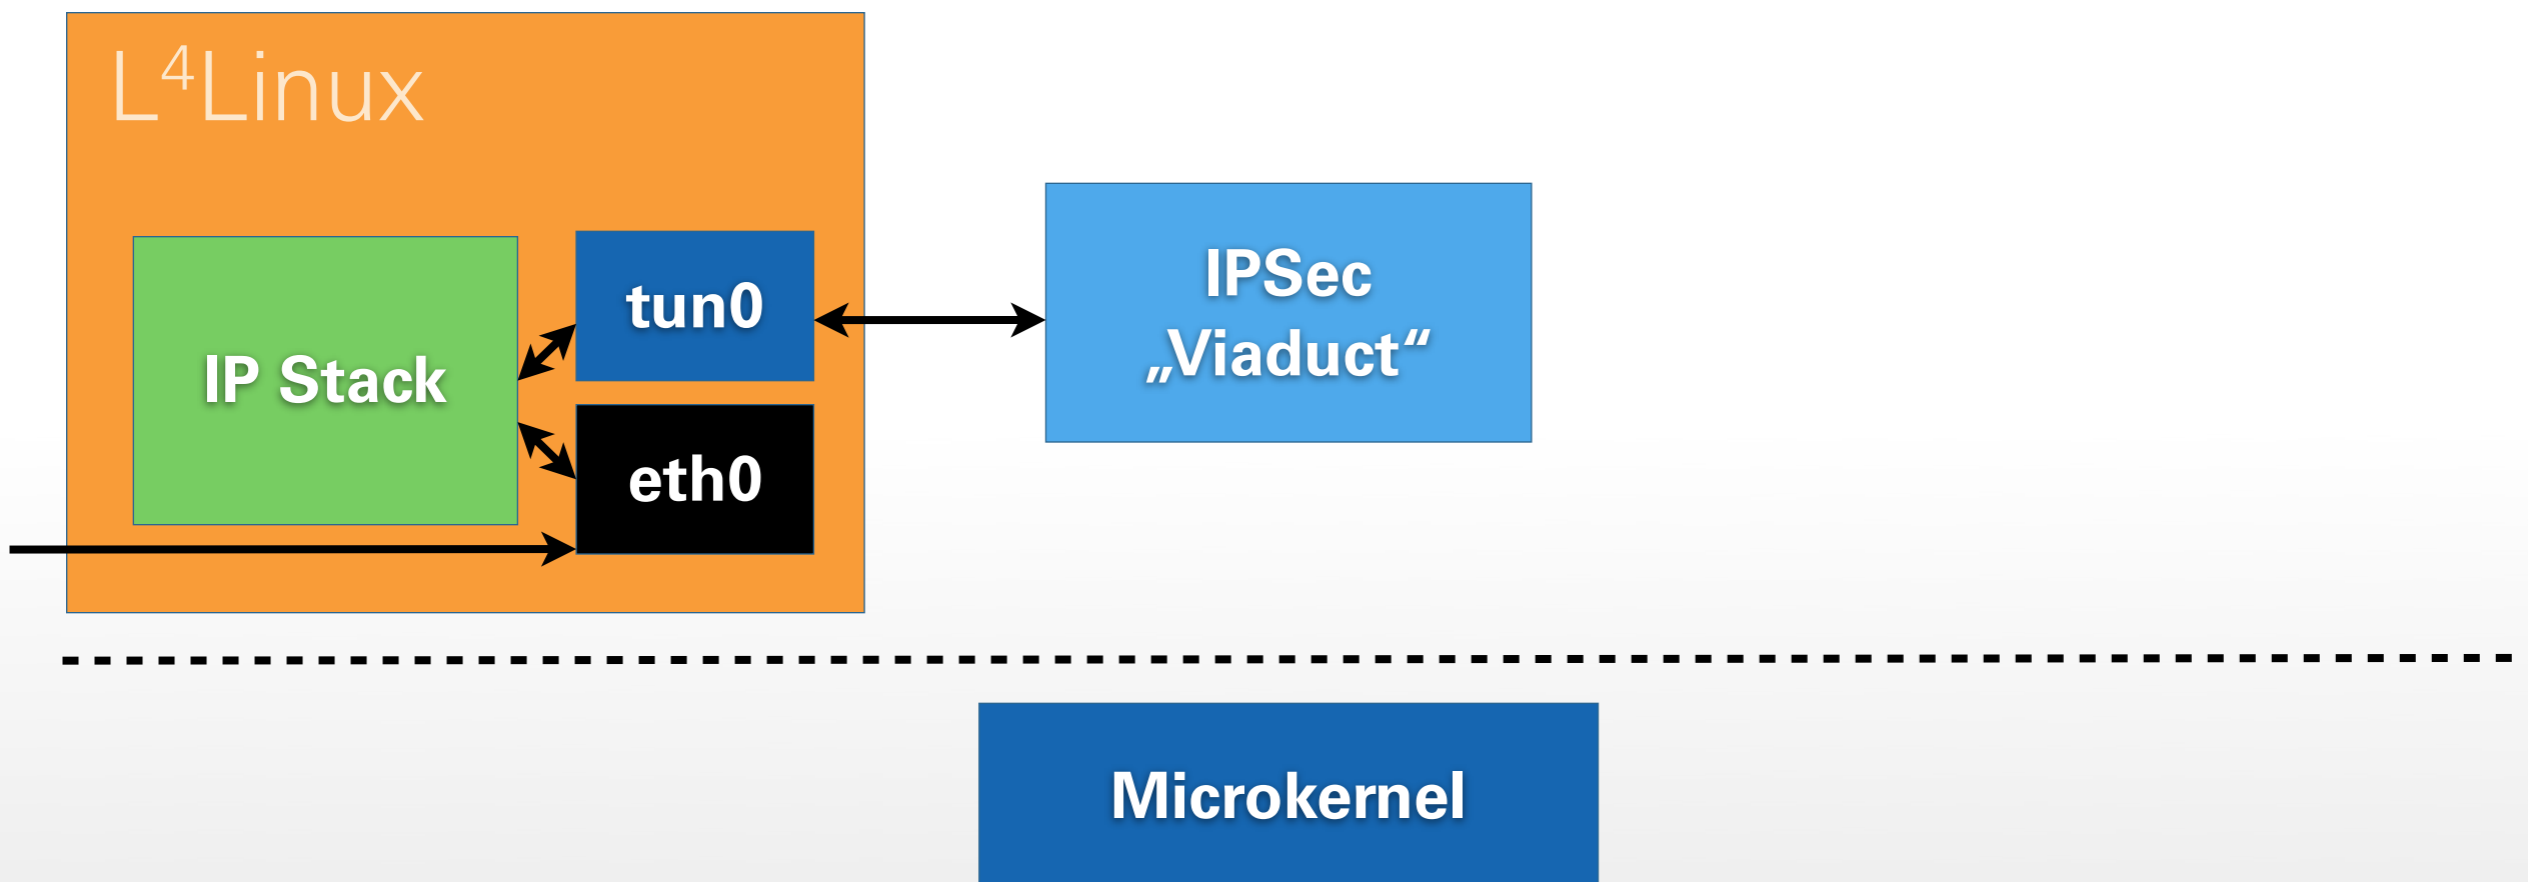 L⁴Linux
IP Stack
tun0
eth0
IPSec
„Viaduct“
Microkernel